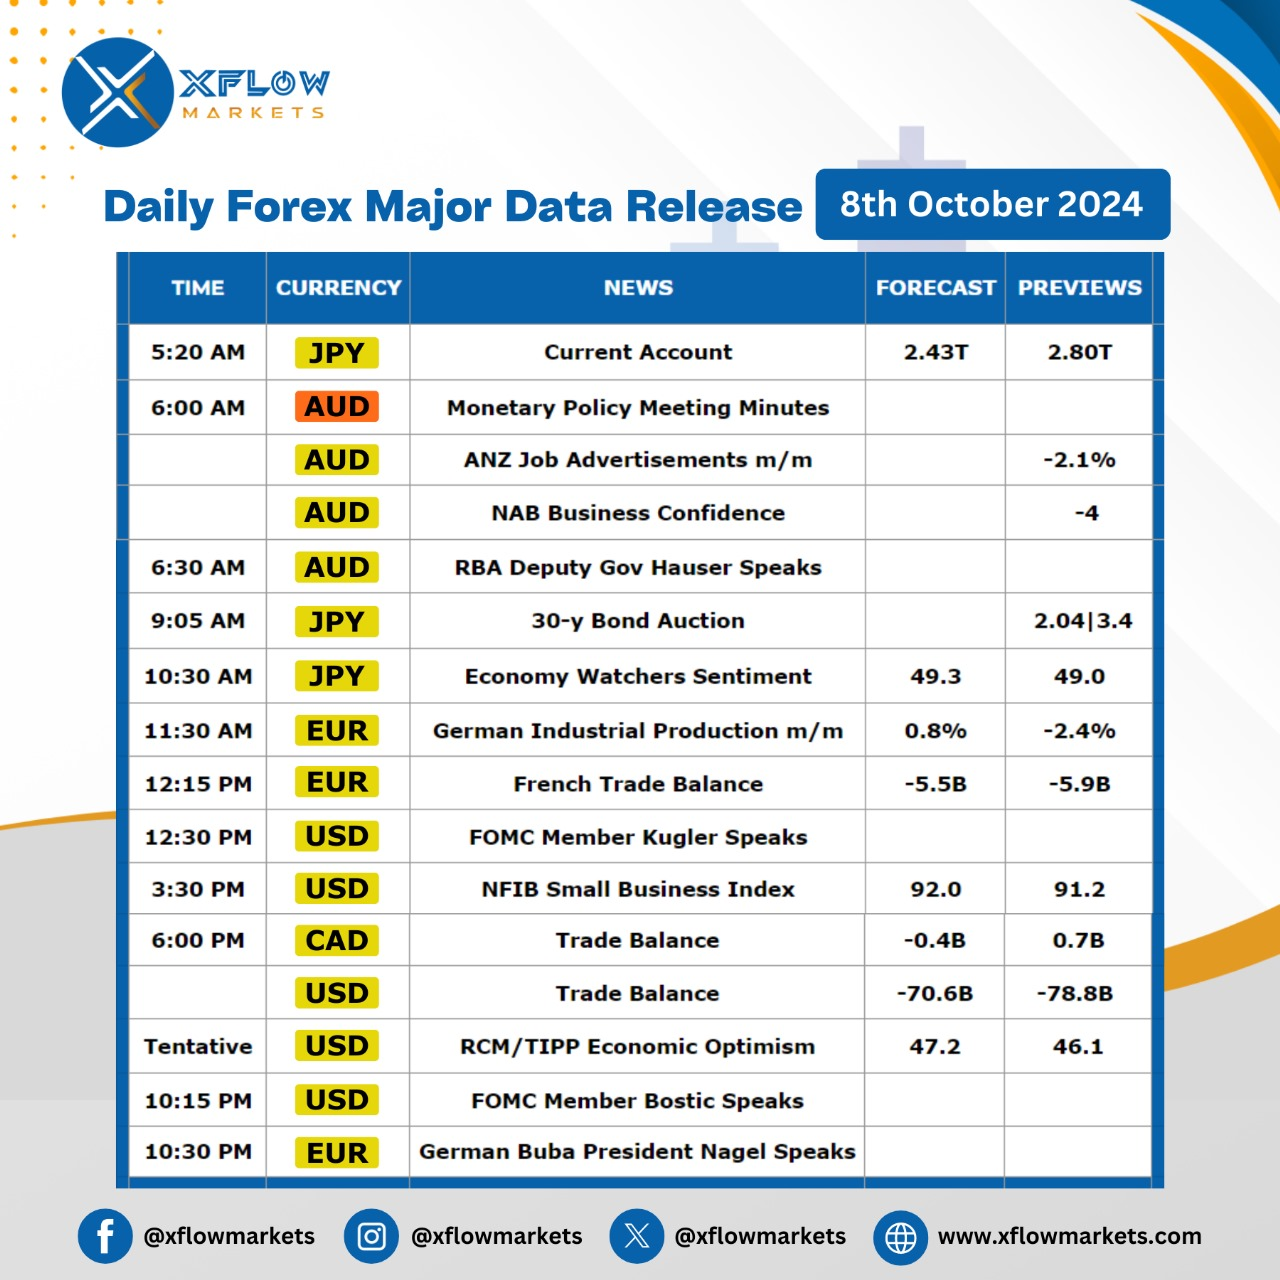 XFLOW
MARKETS
Daily Forex Major Data Release 8th October 2024
TIME CURRENCY NEWS FORECAST PREVIEWS
5:20 AM JPY Current Account 2.43T 2.80T
6:00 AM AUD Monetary Policy Meeting Minutes
AUD ANZ Job Advertisements m/m -2.1%
AUD NAB Business Confidence -4
6:30 AM AUD RBA Deputy Gov Hauser Speaks
9:05 AM JPY 30-y Bond Auction 2.04|3.4
10:30 AM JPY Economy Watchers Sentiment 49.3 49.0
11:30 AM EUR German Industrial Production m/m 0.8% -2.4%
12:15 PM EUR French Trade Balance -5.5B -5.9B
12:30 PM USD FOMC Member Kugler Speaks
3:30 PM USD NFIB Small Business Index 92.0 91.2
6:00 PM CAD Trade Balance -0.4B 0.7B
USD Trade Balance -70.6B -78.8B
Tentative USD RCM/TIPP Economic Optimism 47.2 46.1
10:15 PM USD FOMC Member Bostic Speaks
10:30 PM EUR German Buba President Nagel Speaks
@xflowmarkets @xflowmarkets @xflowmarkets www.xflowmarkets.com